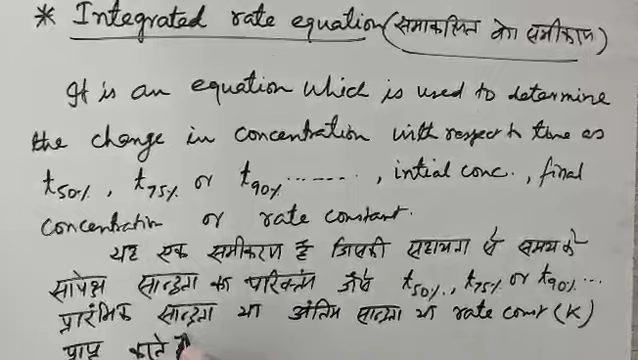 * Integrated rate equation (समाकलित वेग समीकरण)
It is an equation which is used to determine
the change in concentration with respect to time as
t50%, t75% or t90% ......., intial conc., final
concentration or rate constant.
यह एक समीकरण है जिसकी सहायता से समय के
सापेक्ष सान्द्रता का परिवर्तन जैसे t50%, t75% or t90%...
प्रारंभिक सान्द्रता या अंतिम सान्द्रता या rate const (K)
प्राप्त करते